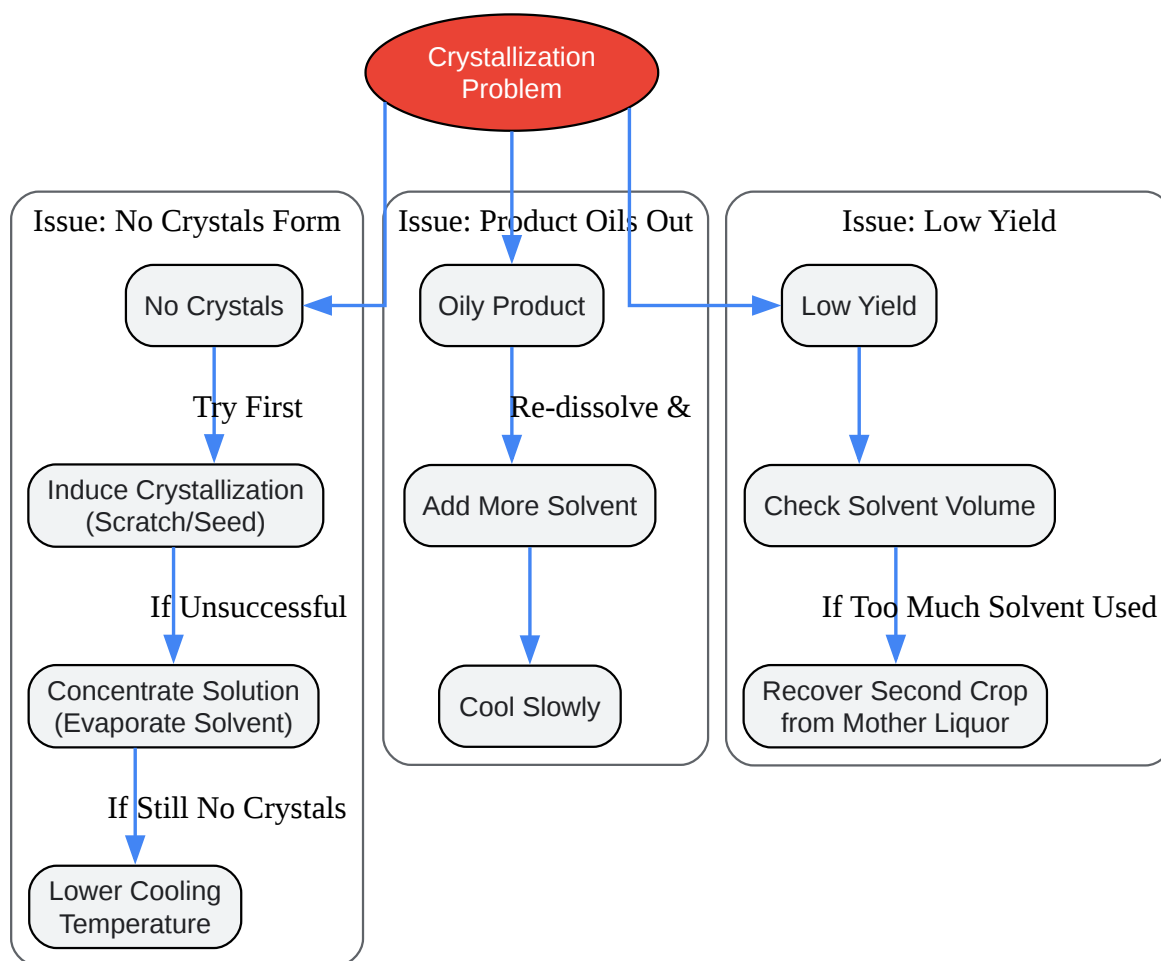 Crystallization
Problem
Issue: No Crystals Form
No Crystals
Try First
Induce Crystallization
(Scratch/Seed)
If Unsuccessful
Concentrate Solution
(Evaporate Solvent)
If Still No Crystals
Lower Cooling
Temperature
Issue: Product Oils Out
Oily Product
Re-dissolve &
Add More Solvent
Cool Slowly
Issue: Low Yield
Low Yield
Check Solvent Volume
If Too Much Solvent Used
Recover Second Crop
from Mother Liquor